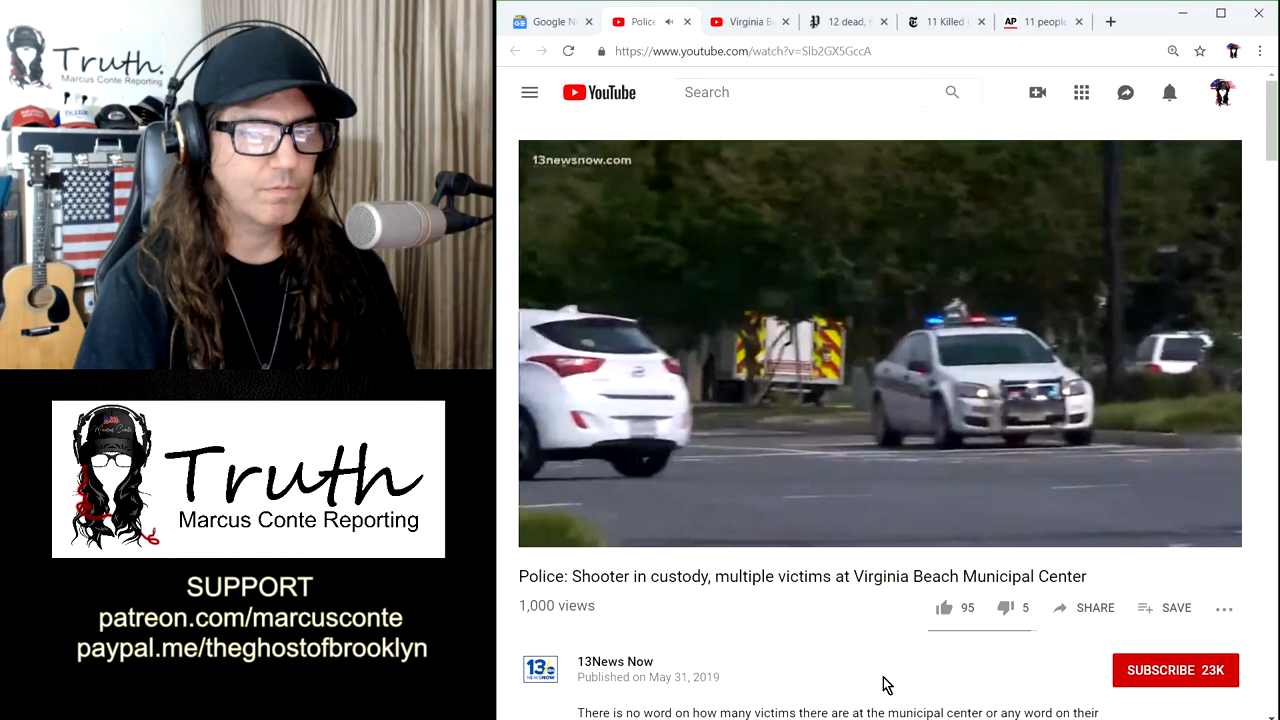 Truth.
Marcus Conte Reporting
Truth
Marcus Conte Reporting
SUPPORT
patreon.com/marcusconte
paypal.me/theghostofbrooklyn
Google N
Police
Virginia Be
12 dead,
11 Killed
AP
11 people
https://www.youtube.com/watch?v=Slb2GX5GccA
YouTube
Search
13newsnow.com
Police: Shooter in custody, multiple victims at Virginia Beach Municipal Center
1,000 views
95
5
SHARE
SAVE
13
NEWSNOW
13News Now
Published on May 31, 2019
SUBSCRIBE 23K
There is no word on how many victims there are at the municipal center or any word on their